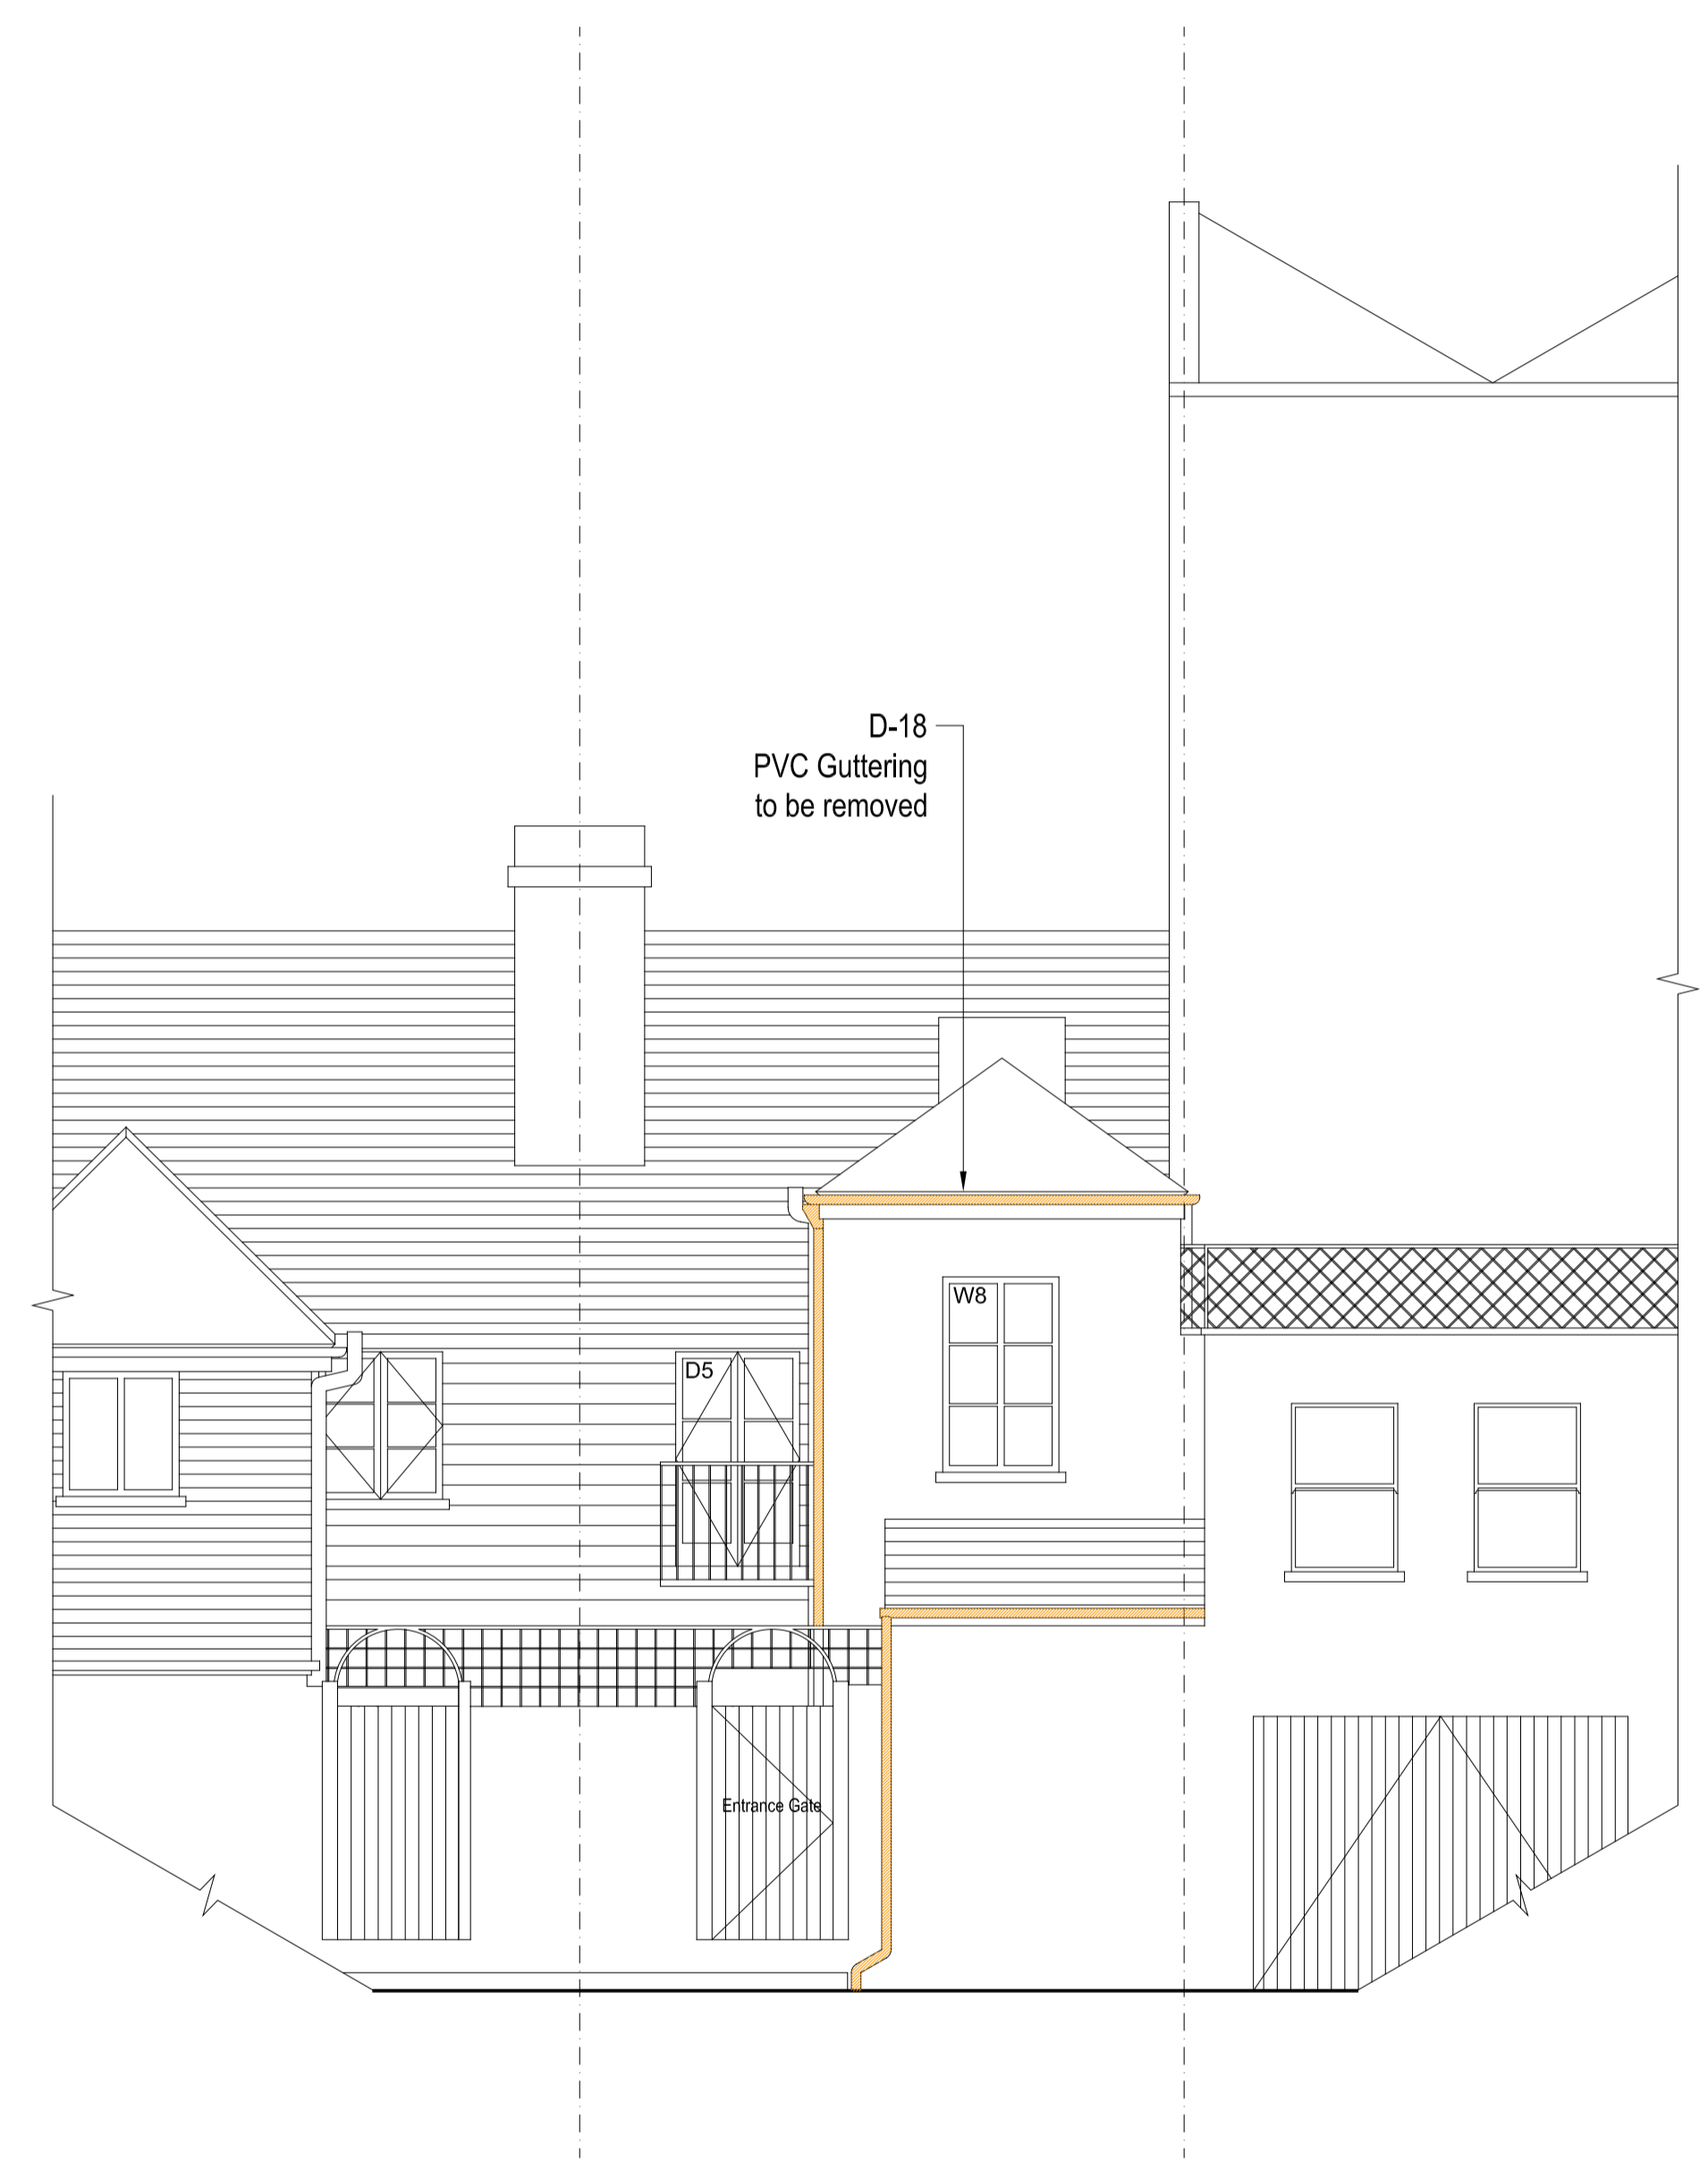 D-18
PVC Guttering
to be removed
W8
D5
Entrance Gate